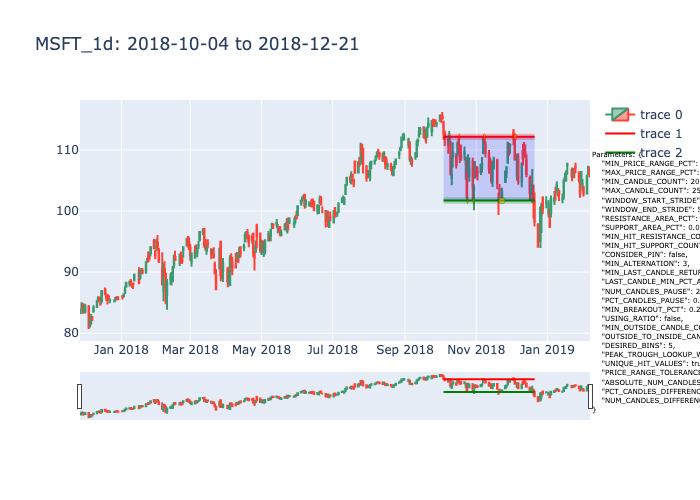 MSFT_1d: 2018-10-04 to 2018-12-21
trace 0
trace 1
trace 2
110
100
90
80
Jan 2018
Mar 2018
May 2018
Jul 2018
Sep 2018
Nov 2018
Jan 2019
Parameters: {
"MIN_PRICE_RANGE_PCT":
"MAX_PRICE_RANGE_PCT":
"MIN_CANDLE_COUNT": 20
"MAX_CANDLE_COUNT": 25
"WINDOW_START_STRIDE"
"WINDOW_END_STRIDE": 5
"RESISTANCE_AREA_PCT":
"SUPPORT_AREA_PCT": 0.0
"MIN_HIT_RESISTANCE_CO
"MIN_HIT_SUPPORT_COUNT
"CONSIDER_PIN": false,
"MIN_ALTERNATION": 3,
"MIN_LAST_CANDLE_RETUR
"LAST_CANDLE_MIN_PCT_A
"NUM_CANDLES_PAUSE": 2
"PCT_CANDLES_PAUSE": 0.
"MIN_BREAKOUT_PCT": 0.2
"USING_RATIO": false,
"MIN_OUTSIDE_CANDLE_CO
"OUTSIDE_TO_INSIDE_CAN
"DESIRED_BINS": 5,
"PEAK_TROUGH_LOOKUP_W
"UNIQUE_HIT_VALUES": tru
"PRICE_RANGE_TOLERANC
"ABSOLUTE_NUM_CANDLES
"PCT_CANDLES_DIFFERENC
"NUM_CANDLES_DIFFEREN
}